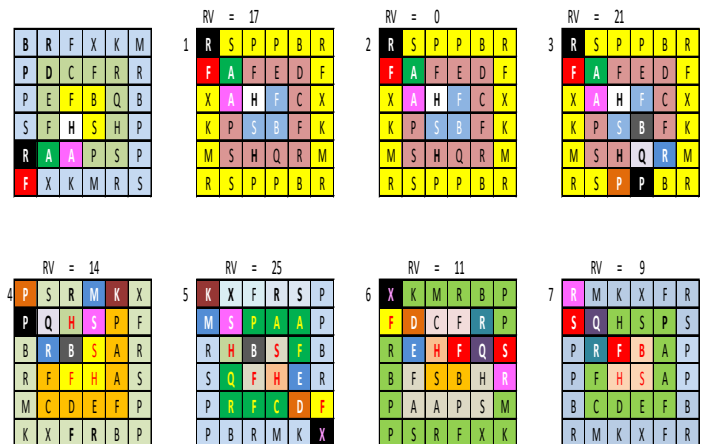 RV = 17 RV = 0 RV = 21
B R F X K M 1 R S P P B R 2 R S P P B R 3 R S P P B R
P D C F R R F A F E D F F A F E D F F A F E D F
P E F B Q B X A H F C X X A H F C X X A H F C X
S F H S H P K P S B F K K P S B F K K P S B F K
R A A P S P M S H Q R M M S H Q R M M S H Q R M
F X K M R S R S P P B R R S P P B R R S P P B R
RV = 14 RV = 25 RV = 11 RV = 9
4 P S R M K X 5 K X F R S P 6 X K M R B P 7 R M K X F R
P Q H S P F M S P A A P F D C F R P S Q H S P S
B R B S A R R H B S F B R E H F Q S P R F B A P
R F F H A S S Q F H E R B F S B H R P F H S A P
M C D E F P P R F C D F P A A P S M B C D E F B
K X F R B P P B R M K X P S R F X K R M K X F R